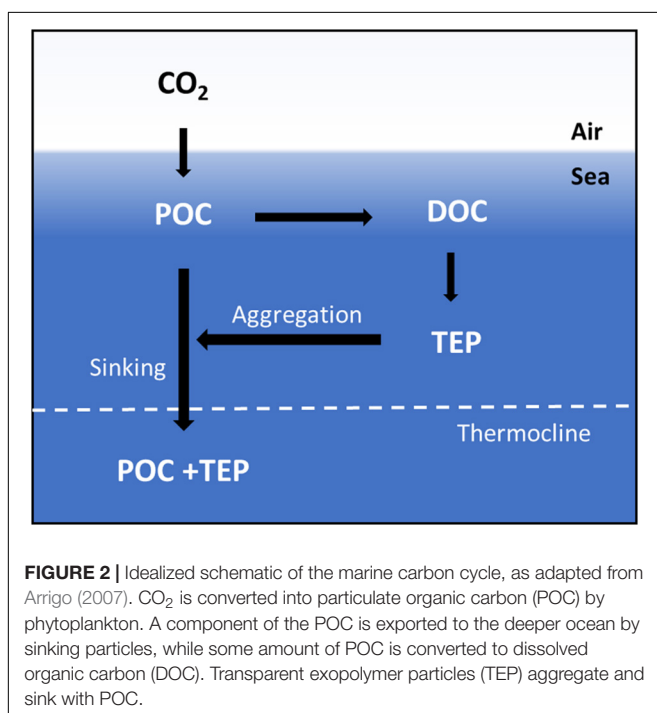 CO₂
Air
Sea
POC
DOC
Aggregation
TEP
Sinking
Thermocline
POC +TEP
FIGURE 2 | Idealized schematic of the marine carbon cycle, as adapted from
Arrigo (2007). CO₂ is converted into particulate organic carbon (POC) by
phytoplankton. A component of the POC is exported to the deeper ocean by
sinking particles, while some amount of POC is converted to dissolved
organic carbon (DOC). Transparent exopolymer particles (TEP) aggregate and
sink with POC.